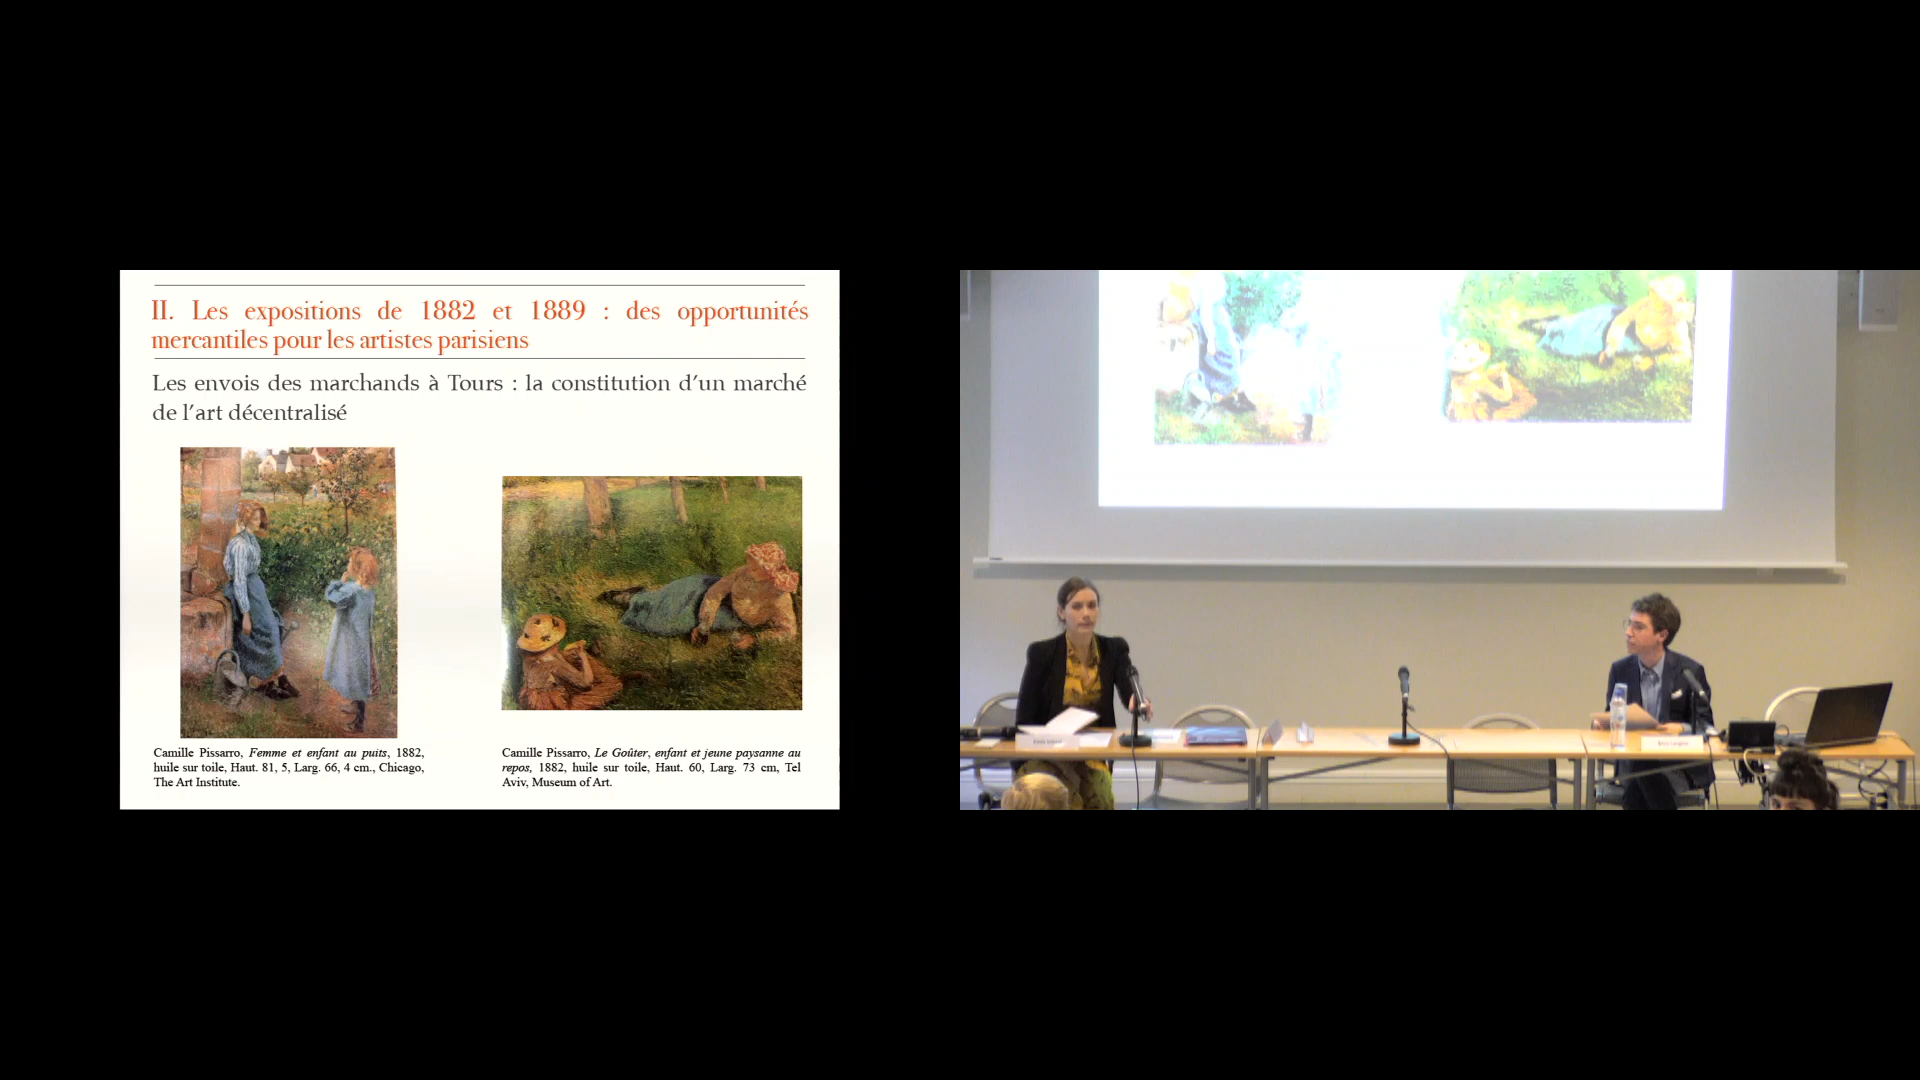 II. Les expositions de 1882 et 1889 : des opportunités
mercantiles pour les artistes parisiens
Les envois des marchands à Tours : la constitution d’un marché
de l’art décentralisé
Camille Pissarro, Femme et enfant au puits, 1882,
huile sur toile, Haut. 81, 5, Larg. 66, 4 cm., Chicago,
The Art Institute.
Camille Pissarro, Le Goûter, enfant et jeune paysanne au
repos, 1882, huile sur toile, Haut. 60, Larg. 73 cm, Tel
Aviv, Museum of Art.